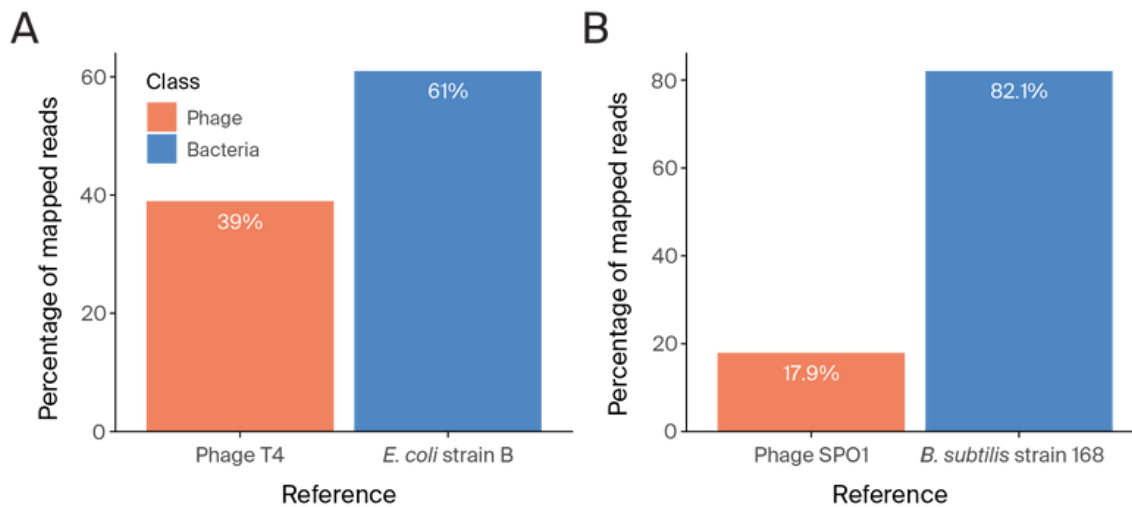 A
Percentage of mapped reads
60
40
20
0
Class
Phage
Bacteria
39%
61%
Phage T4
E. coli strain B
Reference
B
Percentage of mapped reads
80
60
40
20
0
17.9%
82.1%
Phage SPO1
B. subtilis strain 168
Reference